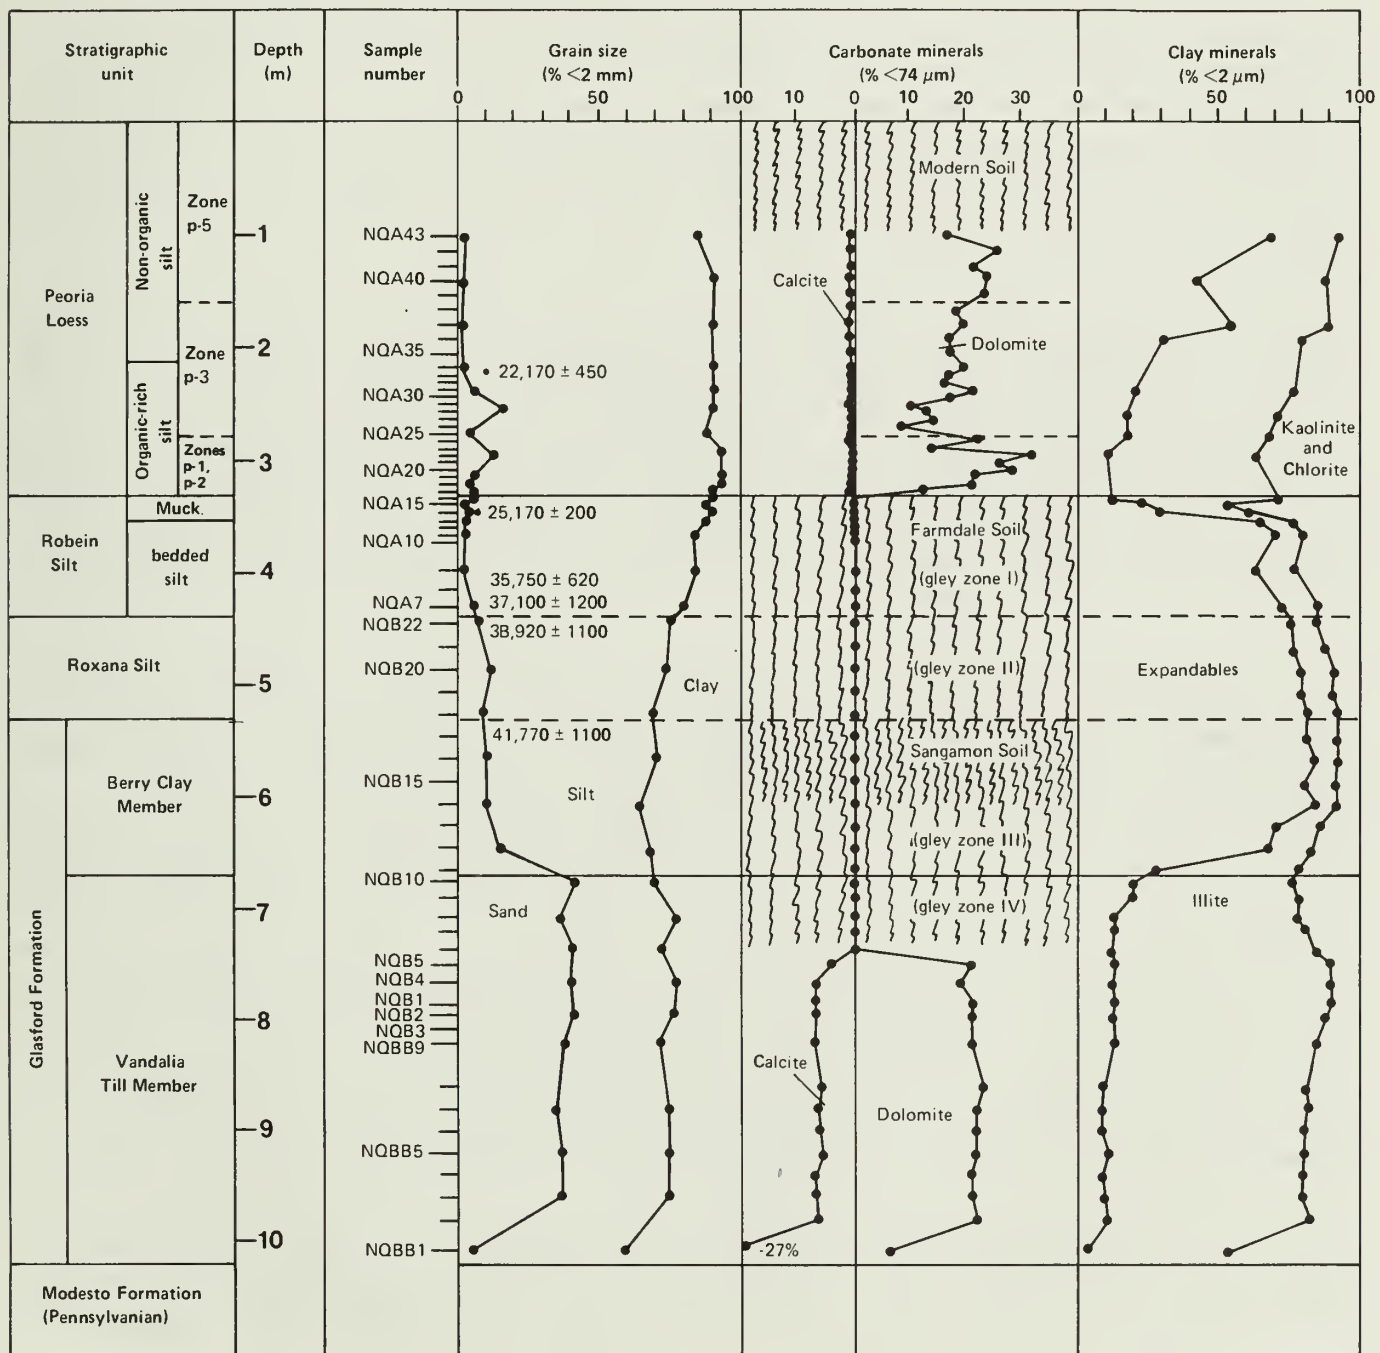 Stratigraphic
unit
Depth
(m)
Sample
number
Grain size
(% <2 mm)
Carbonate minerals
(% <74 μm)
Clay minerals
(% <2 μm)
0
50
100
10
0
10
20
30
0
50
100
Peoria
Loess
Non-organic
silt
Organic-rich
silt
Zone
p-5
Zone
p-3
Zones
p-1,
p-2
Robein
Silt
Muck.
bedded
silt
Roxana Silt
Glasford Formation
Berry Clay
Member
Vandalia
Till Member
Modesto Formation
(Pennsylvanian)
1
2
3
4
5
6
7
8
9
10
NQA43
NQA40
NQA35
NQA30
NQA25
NQA20
NQA15
NQA10
NQA7
NQB22
NQB20
NQB15
NQB10
NQB5
NQB4
NQB1
NQB2
NQB3
NQBB9
NQBB5
NQBB1
22,170 ± 450
25,170 ± 200
35,750 ± 620
37,100 ± 1200
38,920 ± 1100
41,770 ± 1100
Clay
Silt
Sand
Modern Soil
Calcite
Dolomite
Farmdale Soil
(gley zone I)
(gley zone II)
Sangamon Soil
(gley zone III)
(gley zone IV)
Calcite
Dolomite
-27%
Kaolinite
and
Chlorite
Expandables
Illite